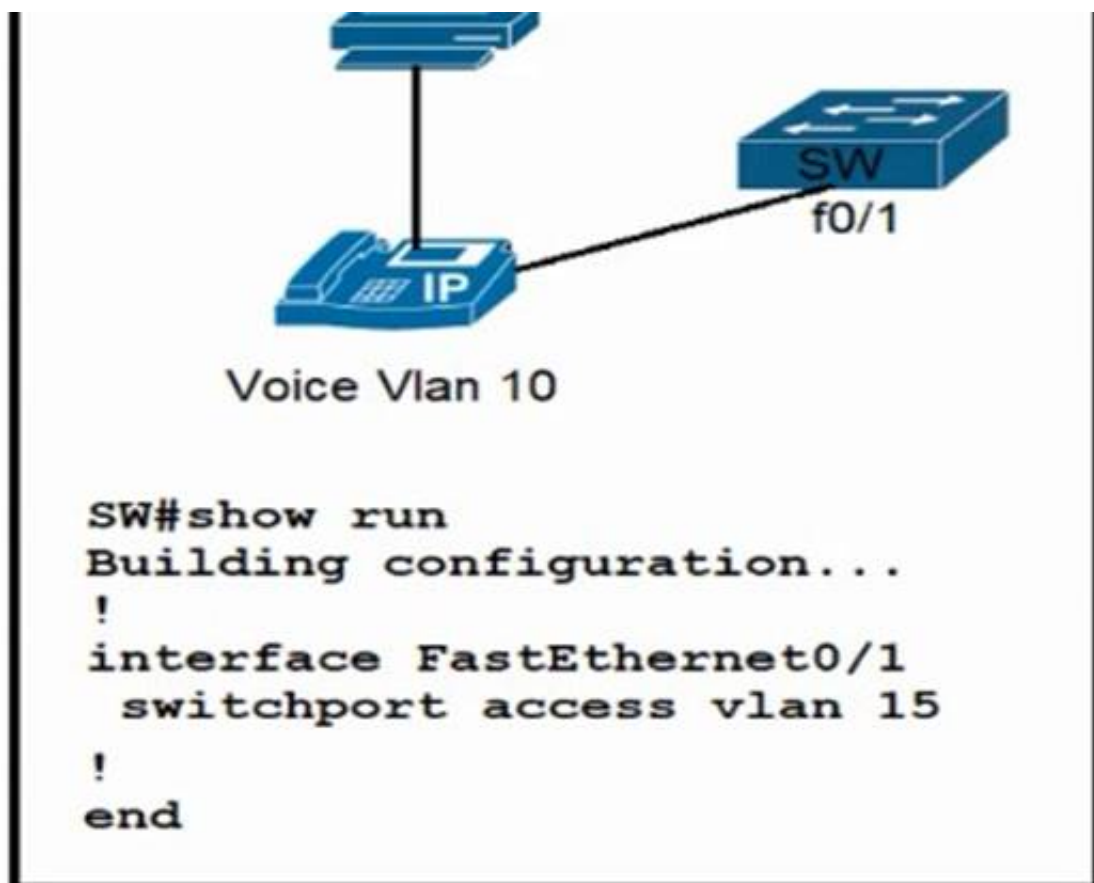 SW
f0/1
IP
Voice Vlan 10
SW#show run
Building configuration...
!
interface FastEthernet0/1
switchport access vlan 15
!
end